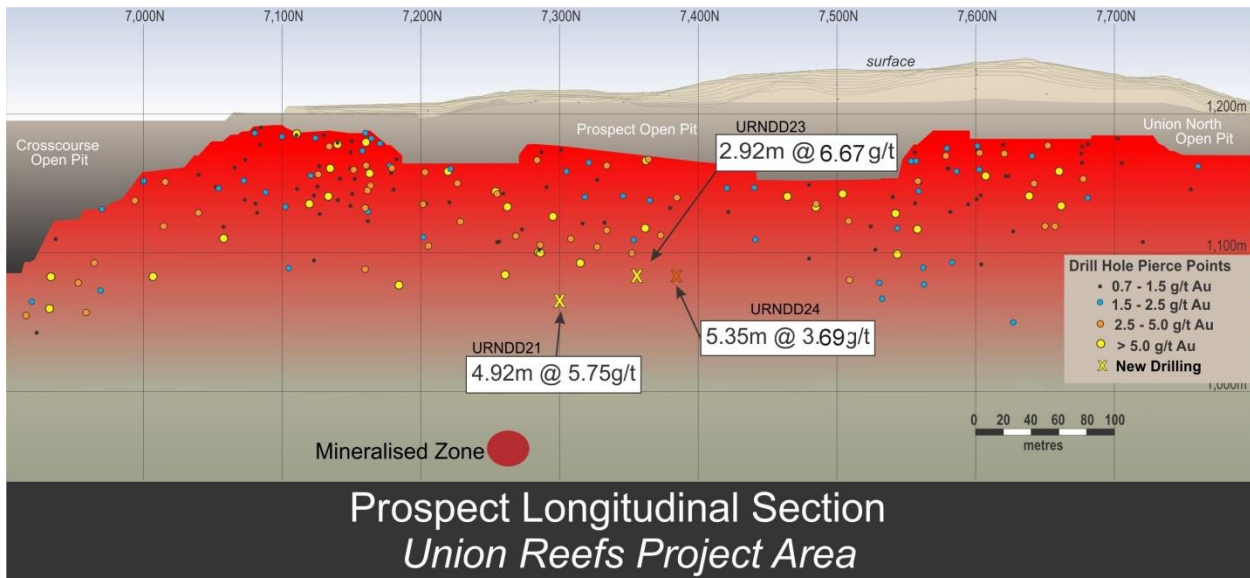 7,000N
7,100N
7,200N
7,300N
7,400N
7,500N
7,600N
7,700N
surface
1,200m
Crosscourse
Open Pit
Prospect Open Pit
Union North
Open Pit
URNDD23
2.92m @ 6.67 g/t
1,100m
Drill Hole Pierce Points
0.7 - 1.5 g/t Au
1.5 - 2.5 g/t Au
2.5 - 5.0 g/t Au
> 5.0 g/t Au
X New Drilling
X
X
X
URNDD24
5.35m @ 3.69g/t
URNDD21
4.92m @ 5.75g/t
1,000m
0 20 40 60 80 100
metres
Mineralised Zone
Prospect Longitudinal Section
Union Reefs Project Area